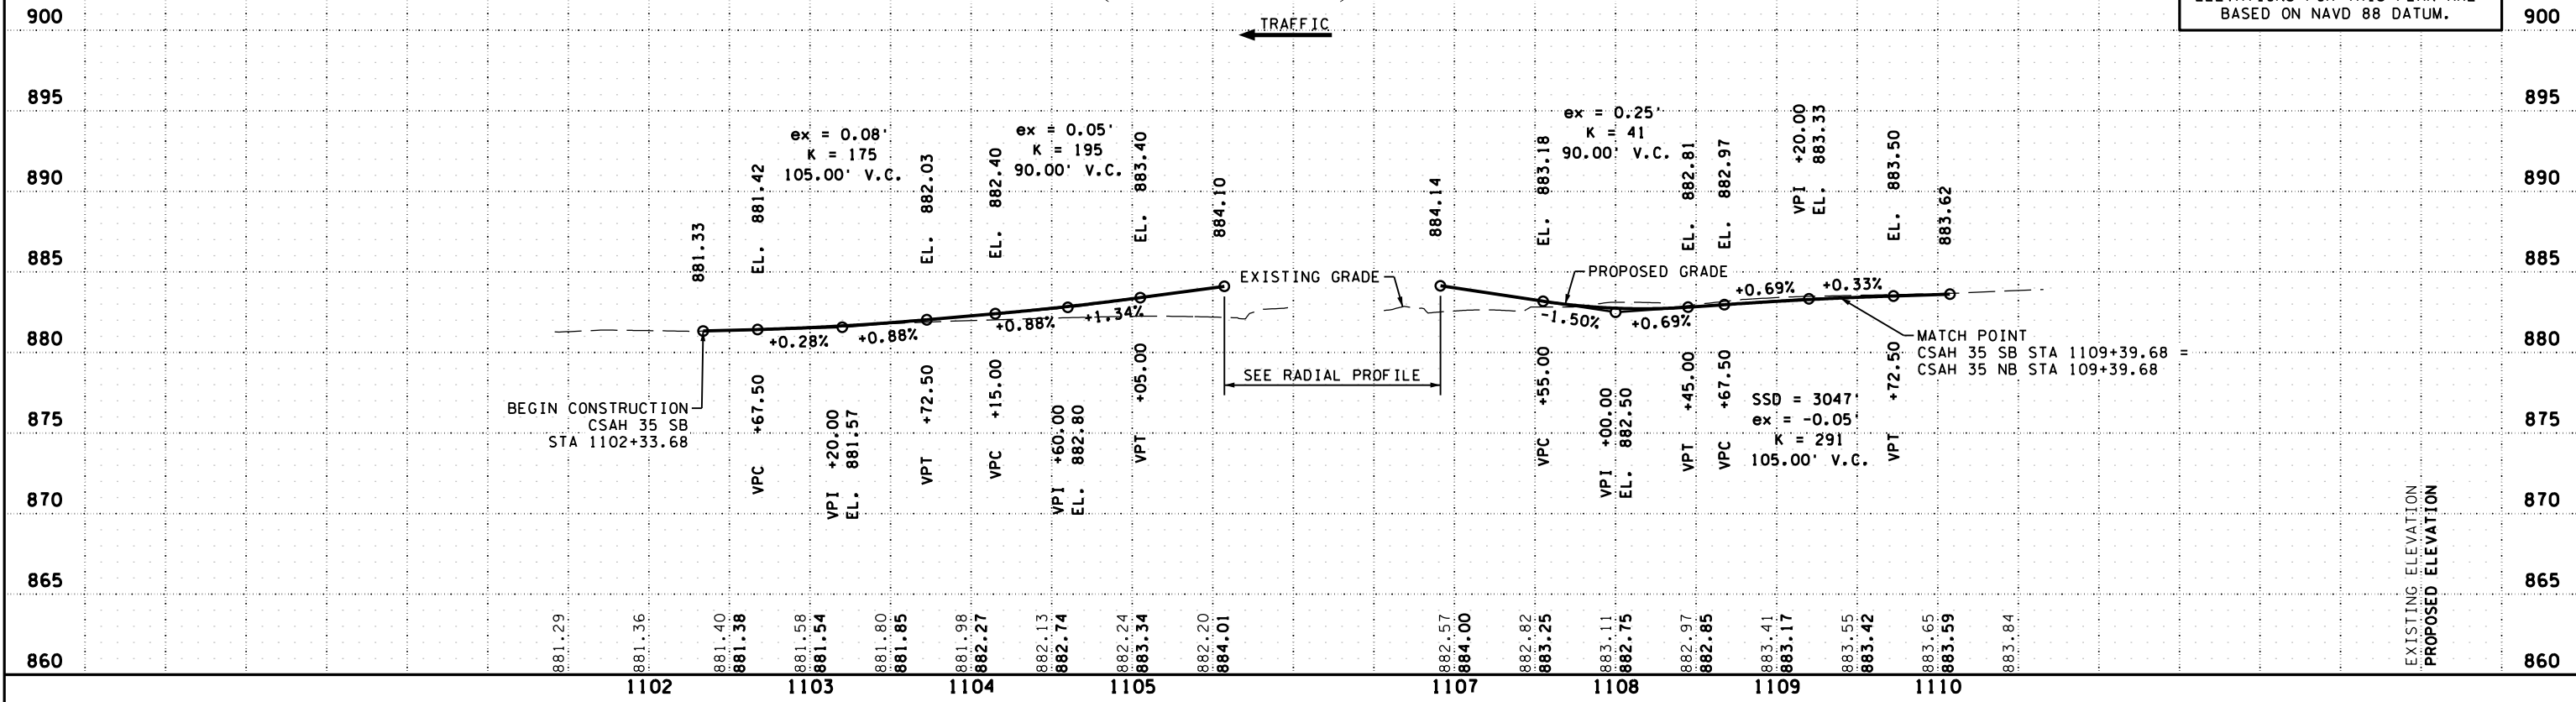 BASED ON NAVD 88 DATUM.
TRAFFIC
900
900
895
895
890
890
885
885
880
880
875
875
870
870
865
865
860
860
881.33
EL. 881.42
ex = 0.08'
K = 175
105.00' V.C.
EL. 882.03
EL. 882.40
ex = 0.05'
K = 195
90.00' V.C.
EL. 883.40
884.10
884.14
EL. 883.18
ex = 0.25'
K = 41
90.00' V.C.
EL. 882.81
EL. 882.97
VPI +20.00
EL. 883.33
EL. 883.50
883.62
EXISTING GRADE
PROPOSED GRADE
+0.28%
+0.88%
+0.88%
+1.34%
-1.50%
+0.69%
+0.69%
+0.33%
SEE RADIAL PROFILE
MATCH POINT
CSAH 35 SB STA 1109+39.68 =
CSAH 35 NB STA 109+39.68
BEGIN CONSTRUCTION
CSAH 35 SB
STA 1102+33.68
VPC +67.50
VPI +20.00
EL. 881.57
VPT +72.50
VPC +15.00
VPI +60.00
EL. 882.80
VPT +05.00
VPC +55.00
VPI +00.00
EL. 882.50
VPT +45.00
VPC +67.50
SSD = 3047'
ex = -0.05'
K = 291
105.00' V.C.
VPT +72.50
EXISTING ELEVATION
PROPOSED ELEVATION
881.29
881.36
881.40
881.38
881.58
881.54
881.80
881.85
881.98
882.27
882.13
882.74
882.24
883.34
882.20
884.01
882.57
884.00
882.82
883.25
883.11
882.75
882.97
882.85
883.41
883.17
883.55
883.42
883.65
883.59
883.84
1102
1103
1104
1105
1107
1108
1109
1110